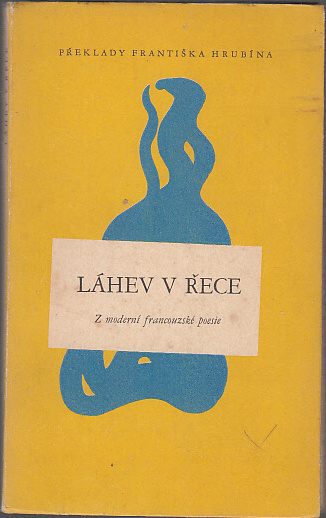 PŘEKLADY FRANTIŠKA HRUBÍNA
LÁHEV V ŘECE
Z moderní francouzské poesie